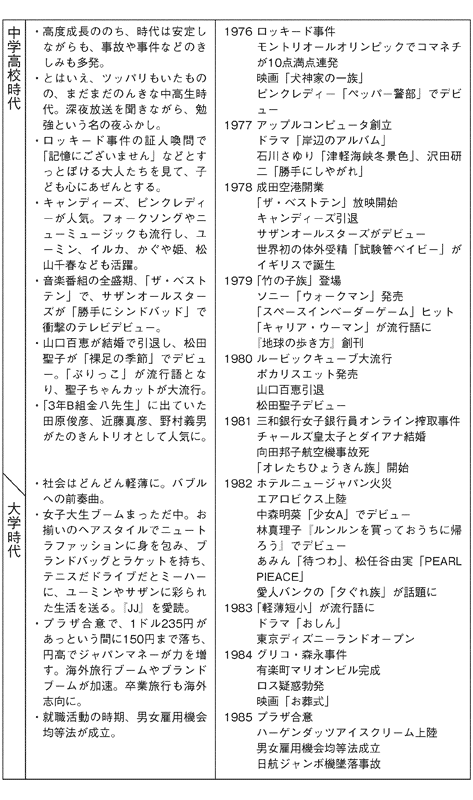 中学高校時代
・高度成長ののち、時代は安定し
ながらも、事故や事件などのき
しみも多発。
・とはいえ、ツッパリもいたもの
の、まだまだのんきな中高生時
代。深夜放送を聞きながら、勉
強という名の夜ふかし。
・ロッキード事件の証人喚問で
「記憶にございません」などとす
っとぼける大人たちを見て、子
ども心にあぜんとする。
・キャンディーズ、ピンクレディ
ーが人気。フォークソングやニ
ューミュージックも流行し、ユ
ーミン、イルカ、かぐや姫、松
山千春なども活躍。
・音楽番組の全盛期、「ザ・ベスト
テン」で、サザンオールスター
ズが「勝手にシンドバッド」で
衝撃のテレビデビュー。
・山口百恵が結婚で引退し、松田
聖子が「裸足の季節」でデビュ
ー。「ぶりっこ」が流行語とな
り、聖子ちゃんカットが大流行。
・「3年B組金八先生」に出ていた
田原俊彦、近藤真彦、野村義男
がたのきんトリオとして人気に。
大学時代
・社会はどんどん軽薄に。バブル
への前奏曲。
・女子大生ブームまっただ中。お
揃いのヘアスタイルでニュート
ラファッションに身を包み、ブ
ランドバッグとラケットを持ち、
テニスだドライブだとミーハー
に、ユーミンやサザンに彩られ
た生活を送る。『JJ』を愛読。
・プラザ合意で、1ドル235円が
あっという間に150円まで落ち、
円高でジャパンマネーが力を増
す。海外旅行ブームやブランド
ブームが加速。卒業旅行も海外
志向に。
・就職活動の時期、男女雇用機会
均等法が成立。
1976 ロッキード事件
モントリオールオリンピックでコマネチ
が10点満点連発
映画「犬神家の一族」
ピンクレディー「ペッパー警部」でデビ
ュー
1977 アップルコンピュータ創立
ドラマ「岸辺のアルバム」
石川さゆり「津軽海峡冬景色」、沢田研
二「勝手にしやがれ」
1978 成田空港開業
「ザ・ベストテン」放映開始
キャンディーズ引退
サザンオールスターズがデビュー
世界初の体外受精「試験管ベイビー」が
イギリスで誕生
1979 「竹の子族」登場
ソニー「ウォークマン」発売
「スペースインベーダーゲーム」ヒット
「キャリア・ウーマン」が流行語に
『地球の歩き方』創刊
1980 ルービックキューブ大流行
ポカリスエット発売
山口百恵引退
松田聖子デビュー
1981 三和銀行女子銀行員オンライン搾取事件
チャールズ皇太子とダイアナ結婚
向田邦子航空機事故死
「オレたちひょうきん族」開始
1982 ホテルニュージャパン火災
エアロビクス上陸
中森明菜「少女A」でデビュー
林真理子『ルンルンを買っておうちに帰
ろう』でデビュー
あみん「待つわ」、松任谷由実「PEARL
PIEACE」
愛人バンクの「夕ぐれ族」が話題に
1983 「軽薄短小」が流行語に
ドラマ「おしん」
東京ディズニーランドオープン
1984 グリコ・森永事件
有楽町マリオンビル完成
ロス疑惑勃発
映画「お葬式」
1985 プラザ合意
ハーゲンダッツアイスクリーム上陸
男女雇用機会均等法成立
日航ジャンボ機墜落事故